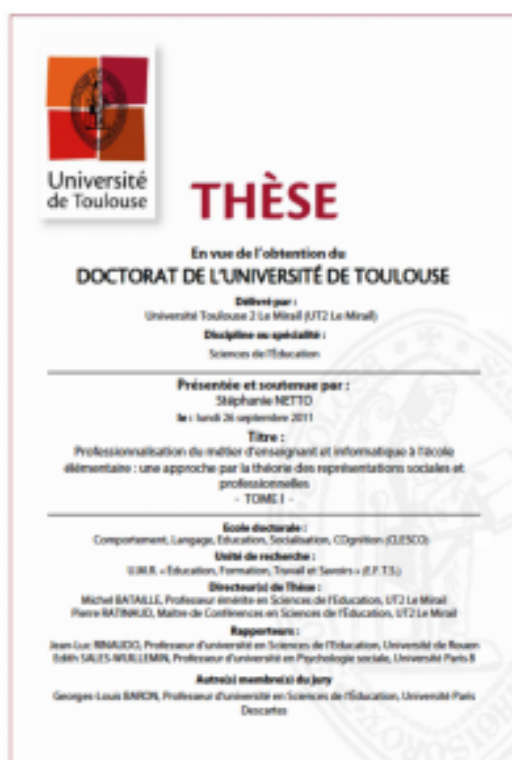 Université
de Toulouse
THÈSE
En vue de l'obtention du
DOCTORAT DE L'UNIVERSITÉ DE TOULOUSE
Délivré par :
Université Toulouse 2 Le Mirail (UT2 Le Mirail)
Discipline ou spécialité :
Sciences de l'Éducation
Présentée et soutenue par :
Stéphanie NETTO
le : lundi 26 septembre 2011
Titre :
Professionnalisation du métier d'enseignant et informatique à l'école
élémentaire : une approche par la théorie des représentations sociales et
professionnelles
- TOME I -
Ecole doctorale :
Comportement, Langage, Education, Socialisation, COgnition (CLESCO)
Unité de recherche :
U.M.R. « Education, Formation, Travail et Savoirs » (E.F.T.S.)
Directeur(s) de Thèse :
Michel BATAILLE, Professeur émérite en Sciences de l'Education, UT2 Le Mirail
Pierre RATINAUD, Maître de Conférences en Sciences de l'Education, UT2 Le Mirail
Rapporteurs :
Jean-Luc RINAUDO, Professeur d'université en Sciences de l'Education, Université de Rouen
Edith SALES-WUILLEMIN, Professeur d'université en Psychologie sociale, Université Paris 8
Autre(s) membre(s) du jury
Georges-Louis BARON, Professeur d'université en Sciences de l'Education, Université Paris
Descartes